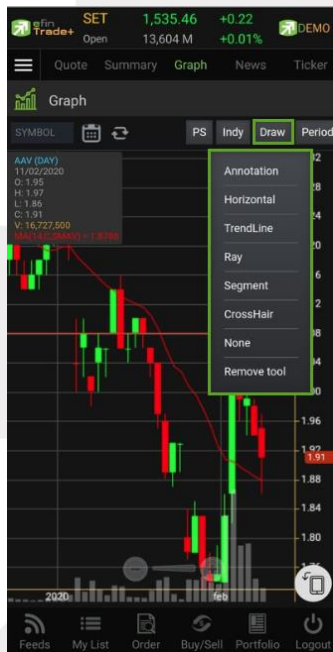 efin Trade+ SET 1,535.46 +0.22 DEMO
Open 13,604 M +0.01%
Quote Summary Graph News Ticker
Graph
SYMBOL PS Indy Draw Period
AAV (DAY)
11/02/2020
O: 1.95
H: 1.97
L: 1.86
C: 1.91
V: 16,727,500
Annotation
Horizontal
TrendLine
Ray
Segment
CrossHair
None
Remove tool
1.96
1.92
1.91
1.88
1.84
1.80
2020 feb
Feeds My List Order Buy/Sell Portfolio Logout